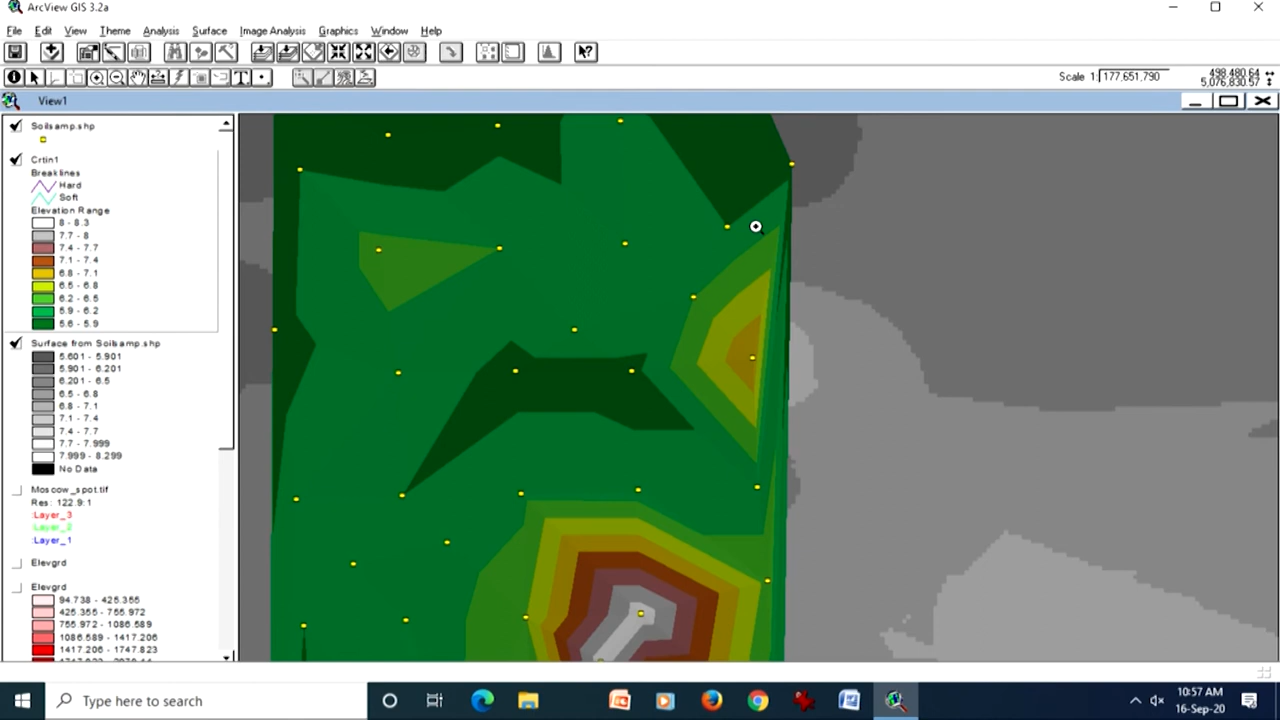 ArcView GIS 3.2a
File Edit View Theme Analysis Surface Image Analysis Graphics Window Help
Scale 1: 177,651,790
498,480.64
5,076,830.57
View1
Soilsamp.shp
Crtin1
Breaklines
Hard
Soft
Elevation Range
8 - 8.3
7.7 - 8
7.4 - 7.7
7.1 - 7.4
6.8 - 7.1
6.5 - 6.8
6.2 - 6.5
5.9 - 6.2
5.6 - 5.9
Surface from Soilsamp.shp
5.601 - 5.901
5.901 - 6.201
6.201 - 6.5
6.5 - 6.8
6.8 - 7.1
7.1 - 7.4
7.4 - 7.7
7.7 - 7.999
7.999 - 8.299
No Data
Moscow_spot.tif
Res: 122.9:1
:Layer_3
:Layer_2
:Layer_1
Elevgrd
Elevgrd
94.738 - 425.355
425.355 - 755.972
755.972 - 1086.589
1086.589 - 1417.206
1417.206 - 1747.823
Type here to search
10:57 AM
16-Sep-20